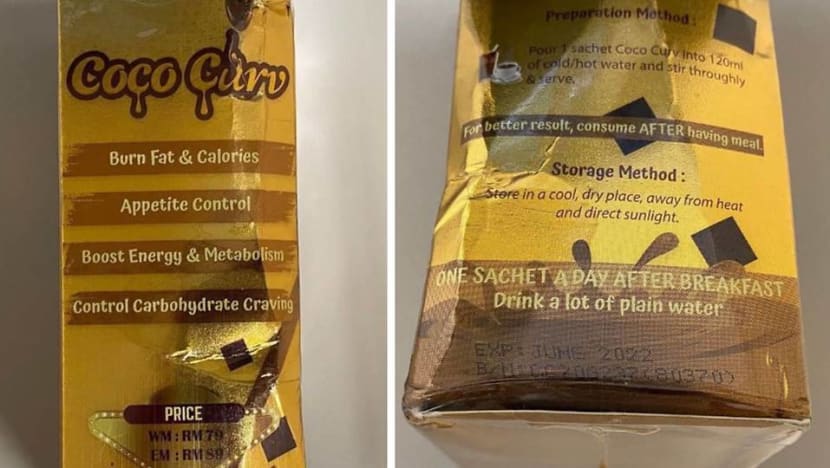 Coco Curv
Burn Fat & Calories
Appetite Control
Boost Energy & Metabolism
Control Carbohydrate Craving
PRICE
WM : RM 79
EM : RM 89
Preparation Method :
Pour 1 sachet Coco Curv into 120ml
of cold/hot water and stir throughly
& serve.
For better result, consume AFTER having meal.
Storage Method :
Store in a cool, dry place, away from heat
and direct sunlight.
ONE SACHET A DAY AFTER BREAKFAST
Drink a lot of plain water
EXP: JUNE 2022
B/N: